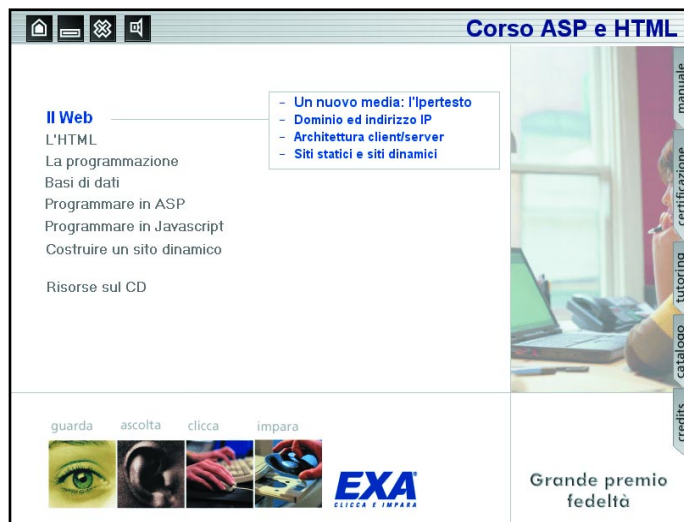 Corso ASP e HTML
Il Web
L'HTML
La programmazione
Basi di dati
Programmare in ASP
Programmare in Javascript
Costruire un sito dinamico
Risorse sul CD
- Un nuovo media: l'Ipertesto
- Dominio ed indirizzo IP
- Architettura client/server
- Siti statici e siti dinamici
manuale
certificazione
tutoring
catalogo
credits
guarda ascolta clicca impara
EXA
CLICCA E IMPARA
Grande premio
fedeltà